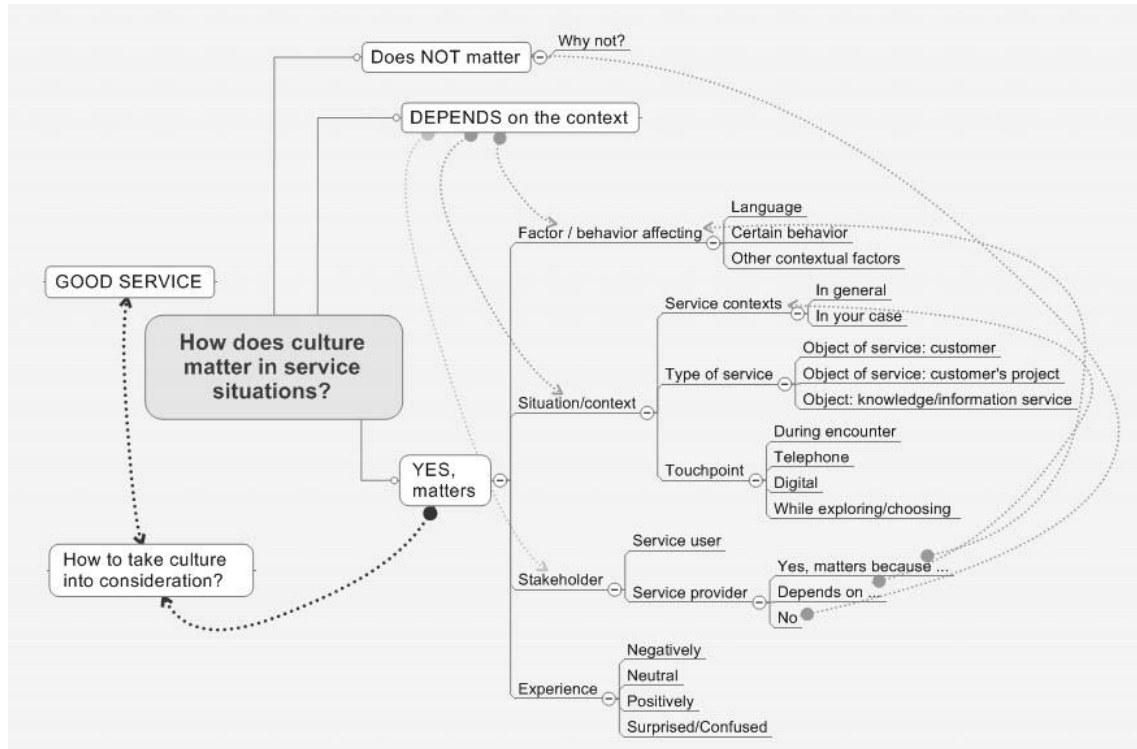 Does NOT matter
Why not?
DEPENDS on the context
GOOD SERVICE
How does culture
matter in service
situations?
How to take culture
into consideration?
YES,
matters
Factor / behavior affecting
Language
Certain behavior
Other contextual factors
Situation/context
Service contexts
In general
In your case
Type of service
Object of service: customer
Object of service: customer's project
Object: knowledge/information service
Touchpoint
During encounter
Telephone
Digital
While exploring/choosing
Stakeholder
Service user
Service provider
Yes, matters because ...
Depends on ...
No
Experience
Negatively
Neutral
Positively
Surprised/Confused